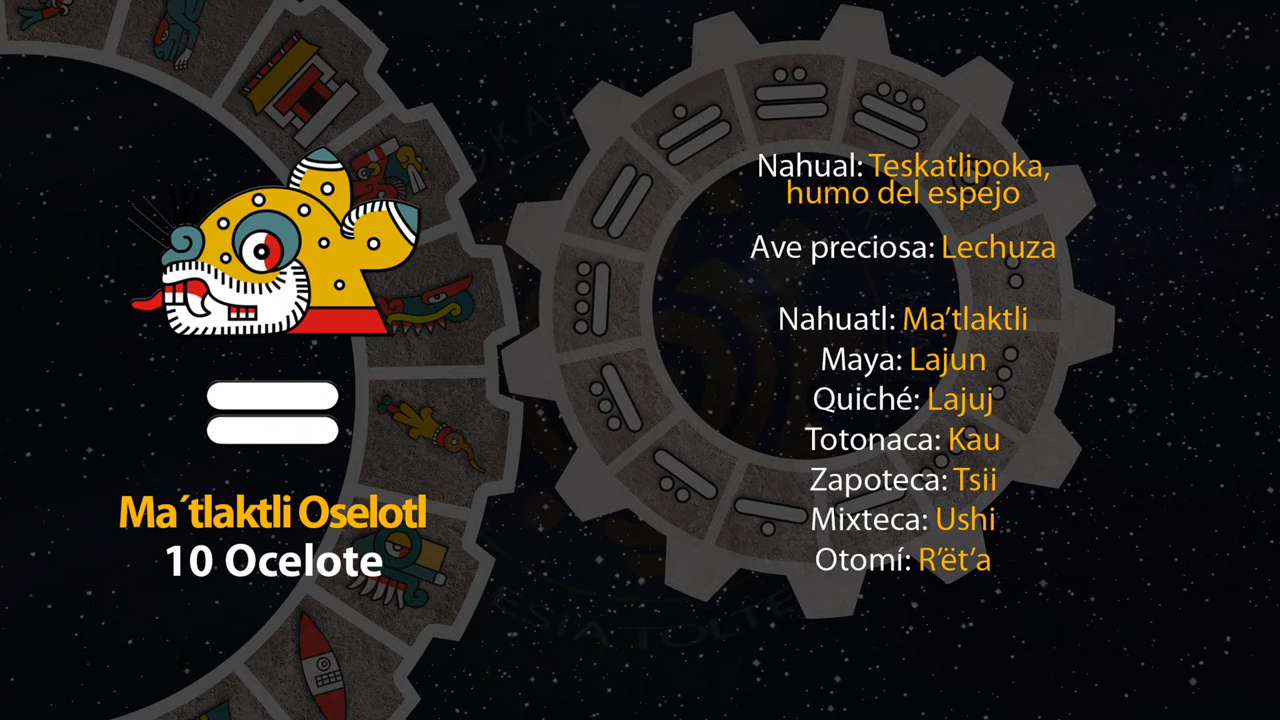 Ma´tlaktli Oselotl
10 Ocelote
Nahual: Teskatlipoka,
humo del espejo
Ave preciosa: Lechuza
Nahuatl: Ma’tlaktli
Maya: Lajun
Quiché: Lajuj
Totonaca: Kau
Zapoteca: Tsii
Mixteca: Ushi
Otomí: R’ët’a